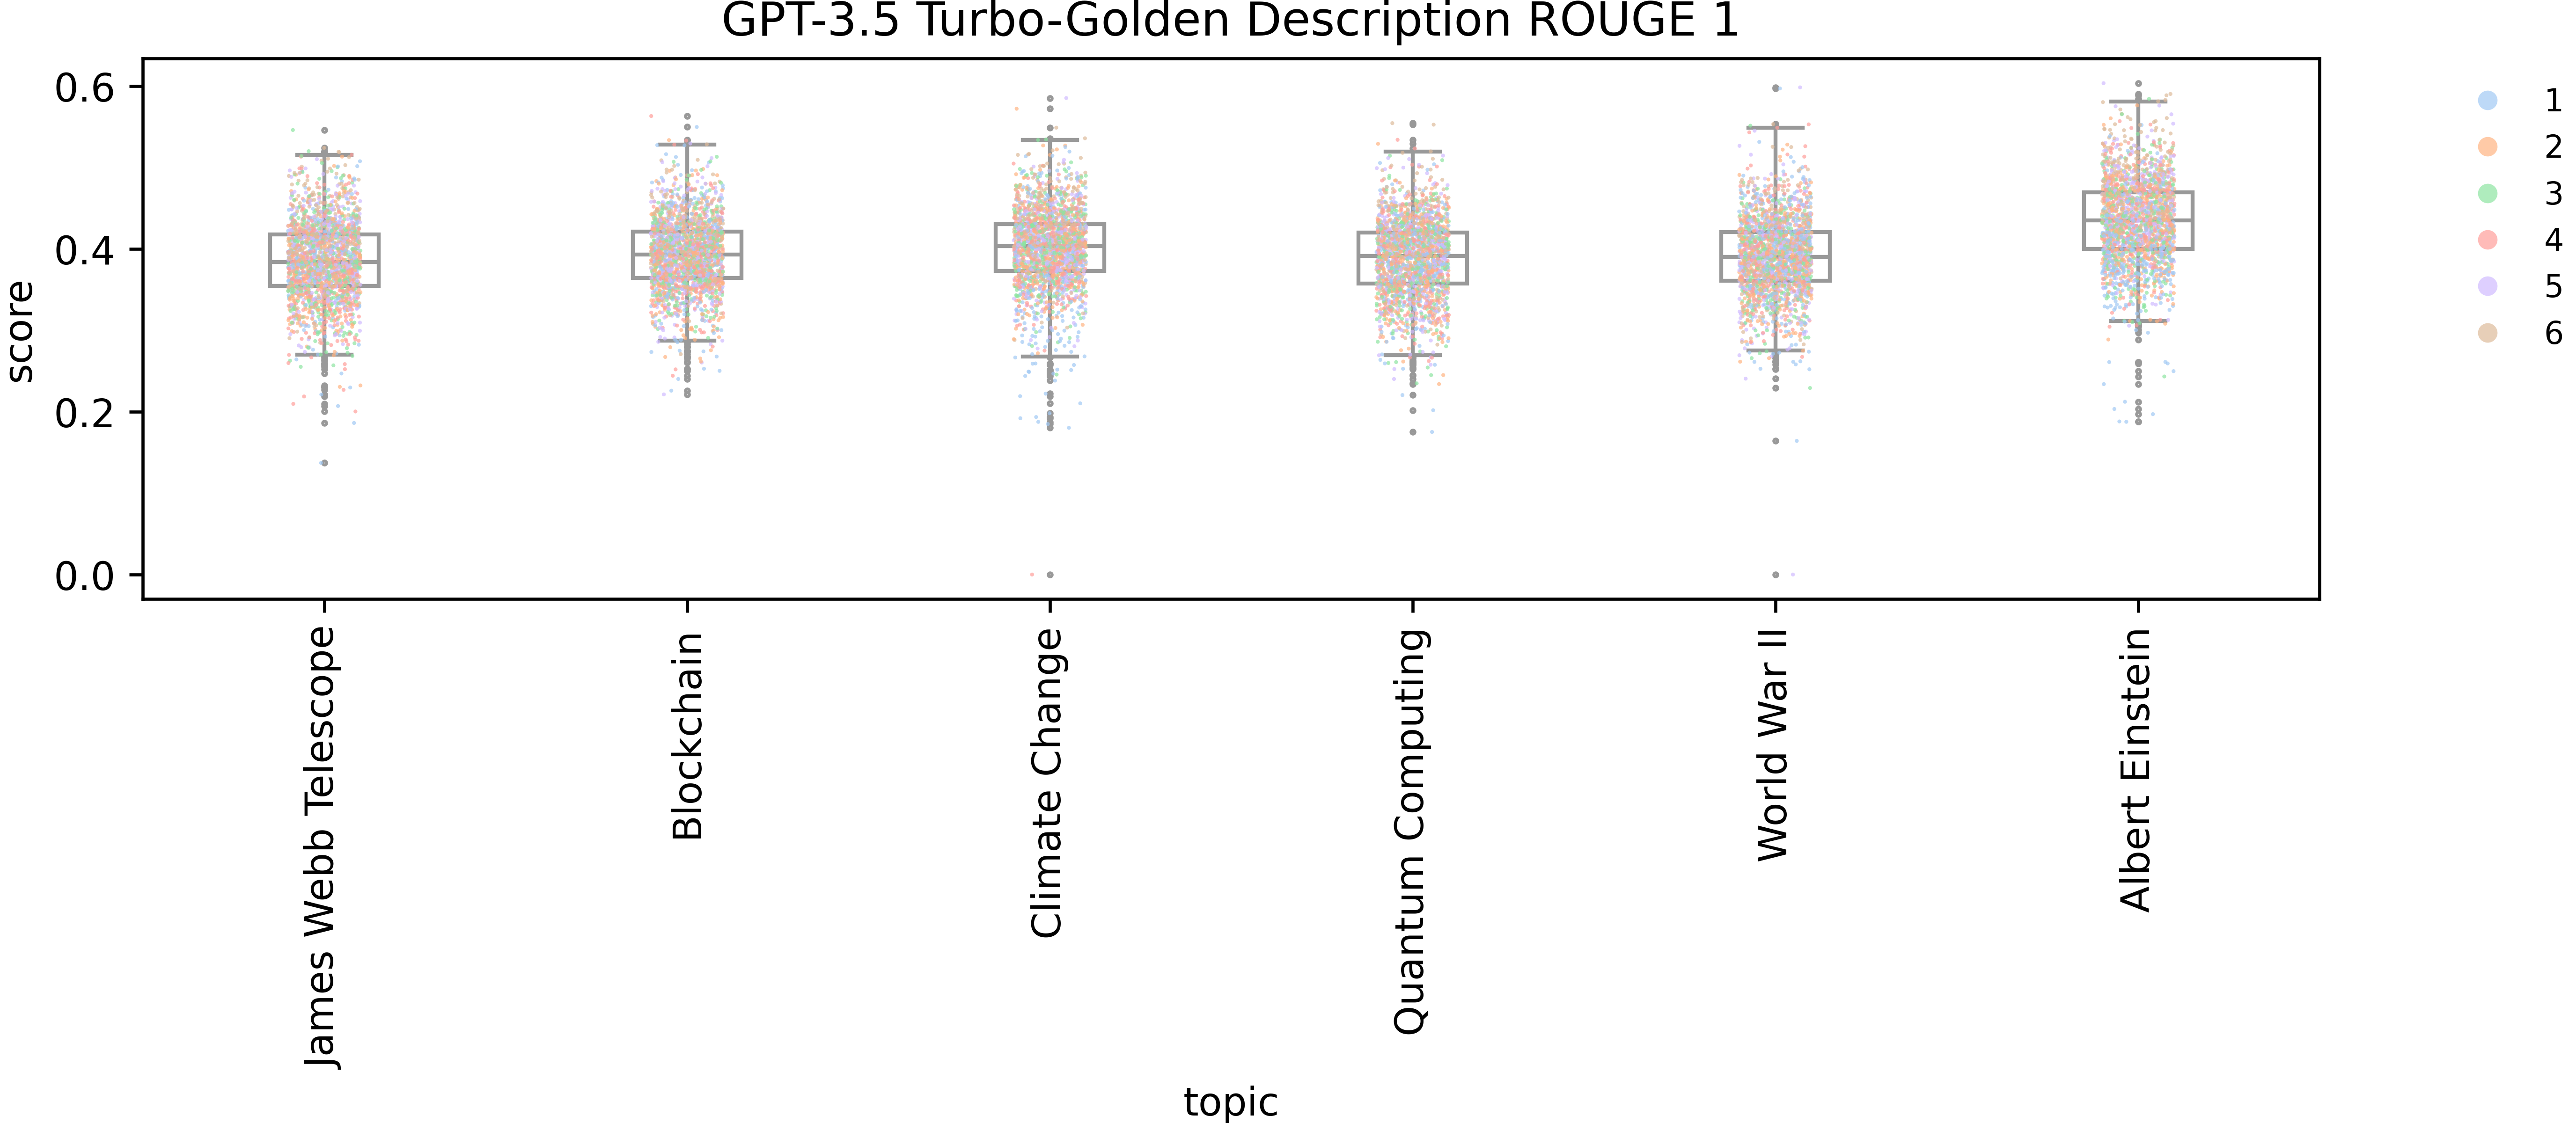 GPT-3.5 Turbo-Golden Description ROUGE 1
score
0.6
0.4
0.2
0.0
1
2
3
4
5
6
James Webb Telescope
Blockchain
Climate Change
Quantum Computing
World War II
Albert Einstein
topic